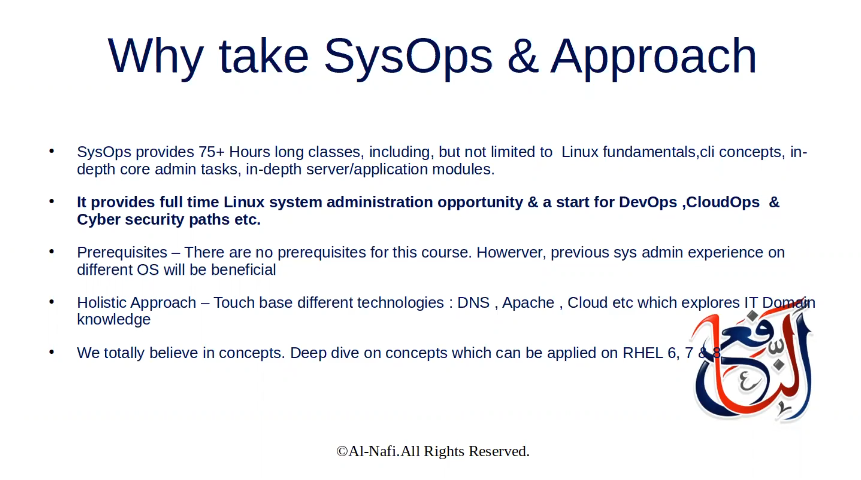 Why take SysOps & Approach
• SysOps provides 75+ Hours long classes, including, but not limited to  Linux fundamentals,cli concepts, in-
depth core admin tasks, in-depth server/application modules.
• It provides full time Linux system administration opportunity & a start for DevOps ,CloudOps  &
Cyber security paths etc.
• Prerequisites – There are no prerequisites for this course. Howerver, previous sys admin experience on
different OS will be beneficial
• Holistic Approach – Touch base different technologies : DNS , Apache , Cloud etc which explores IT Domain
knowledge
• We totally believe in concepts. Deep dive on concepts which can be applied on RHEL 6, 7 & 8.
©Al-Nafi.All Rights Reserved.